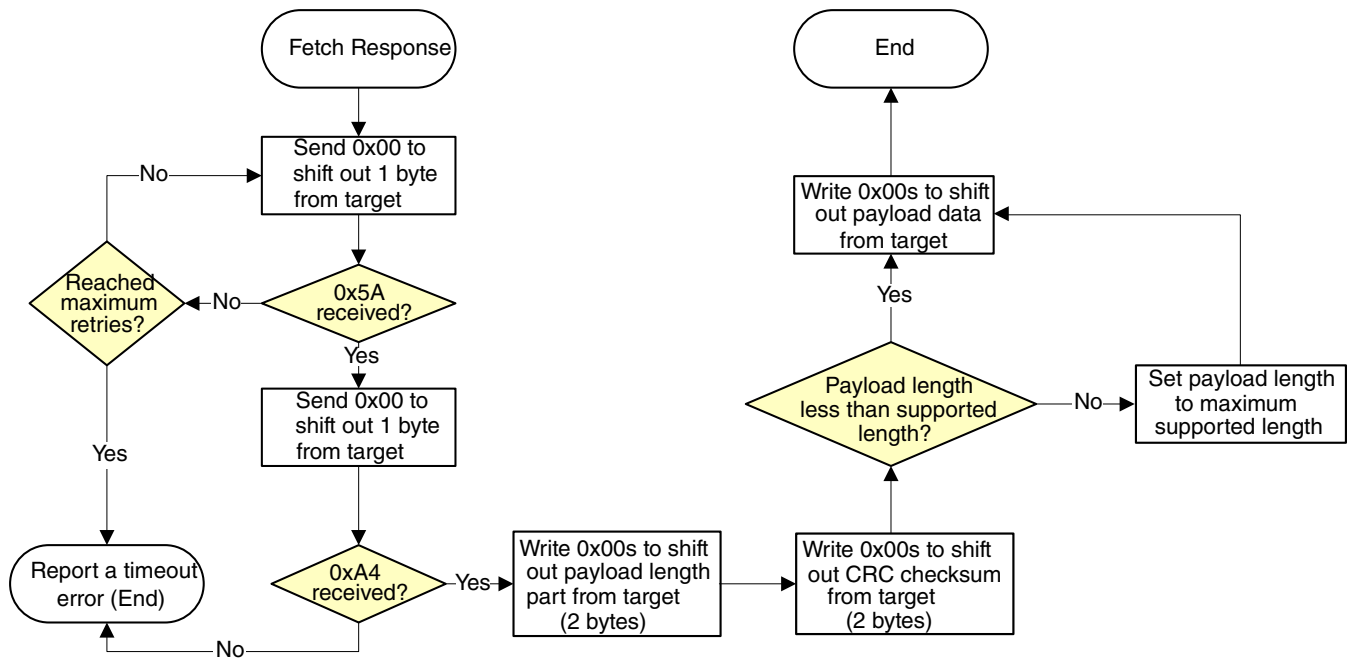 Fetch Response
End
Send 0x00 to
shift out 1 byte
from target
No
Write 0x00s to shift
out payload data
from target
Reached
maximum
retries?
No
0x5A
received?
Yes
Yes
Send 0x00 to
shift out 1 byte
from target
Payload length
less than supported
length?
No
Set payload length
to maximum
supported length
Yes
Report a timeout
error (End)
0xA4
received?
Yes
Write 0x00s to shift
out payload length
part from target
(2 bytes)
Write 0x00s to shift
out CRC checksum
from target
(2 bytes)
No